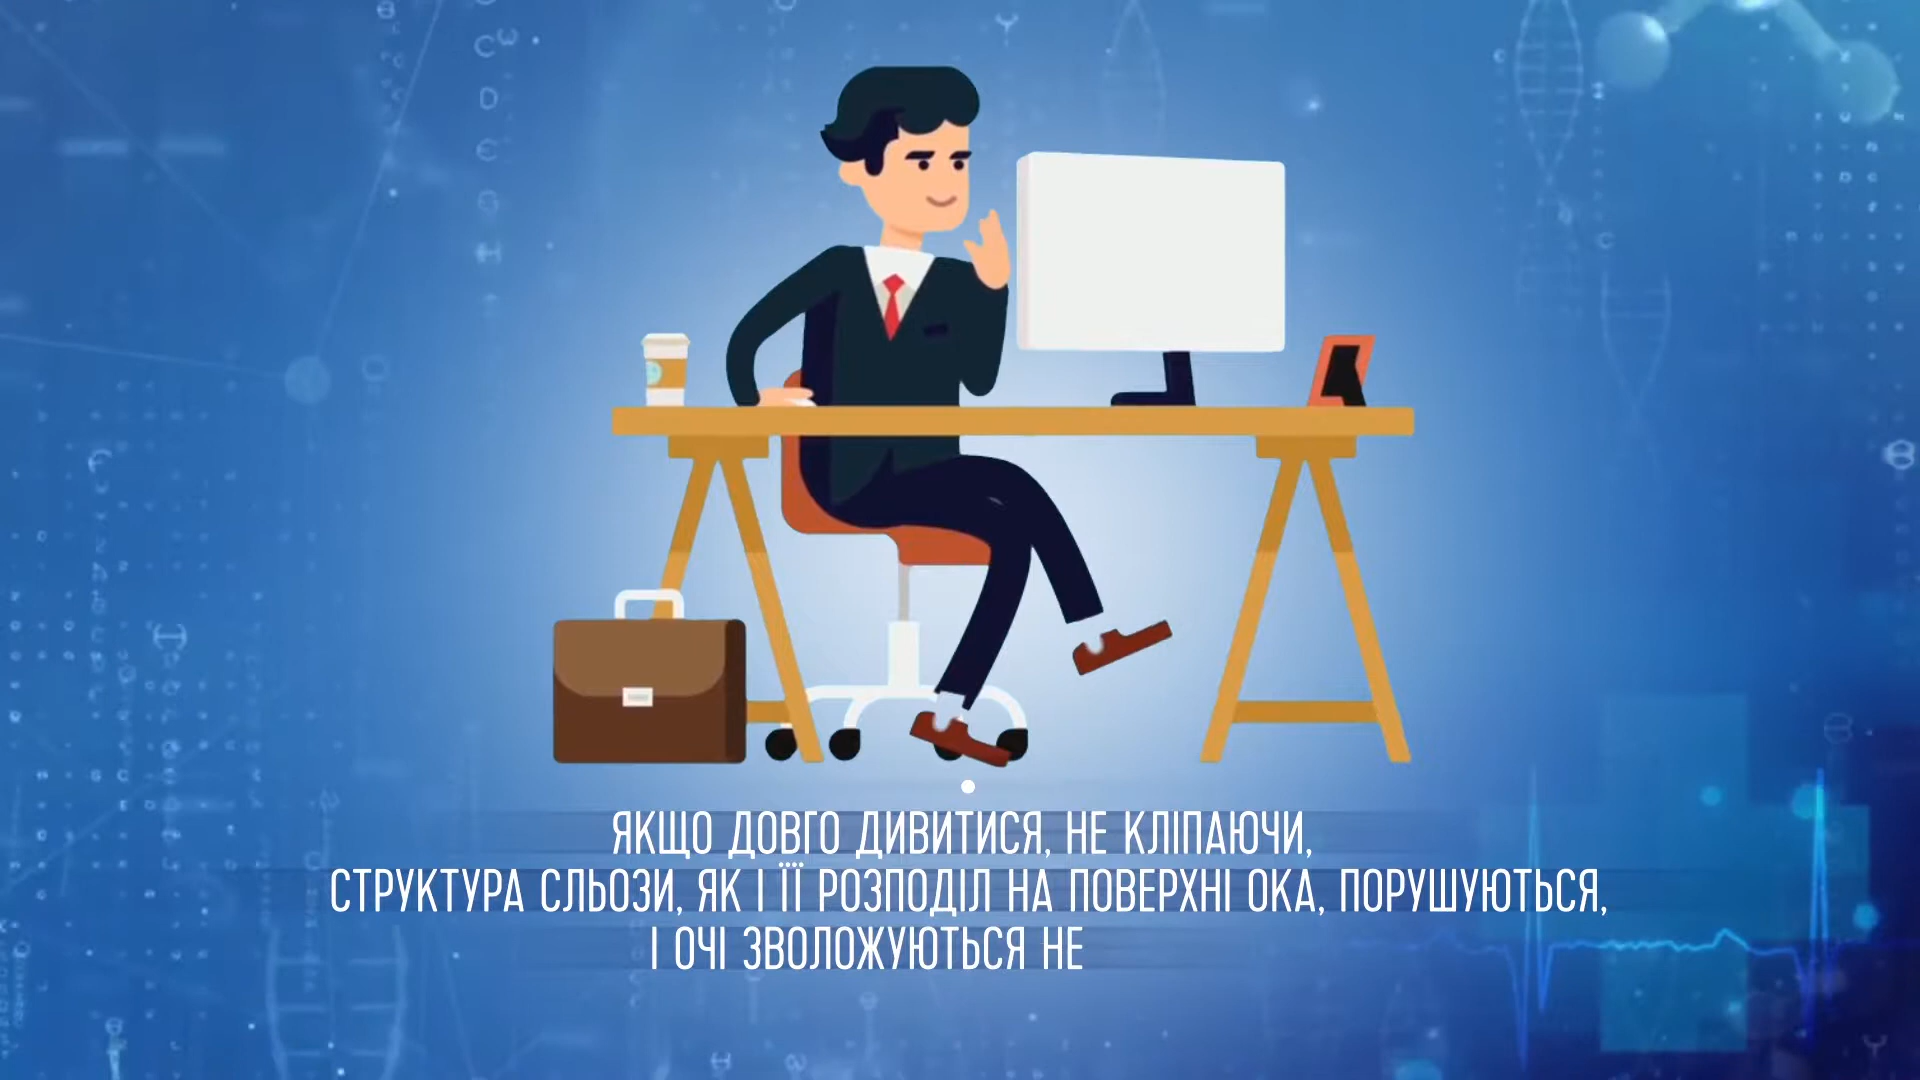 ЯКЩО ДОВГО ДИВИТИСЯ, НЕ КЛІПАЮЧИ,
СТРУКТУРА СЛЬОЗИ, ЯК І ЇЇ РОЗПОДІЛ НА ПОВЕРХНІ ОКА, ПОРУШУЮТЬСЯ,
І ОЧІ ЗВОЛОЖУЮТЬСЯ НЕ